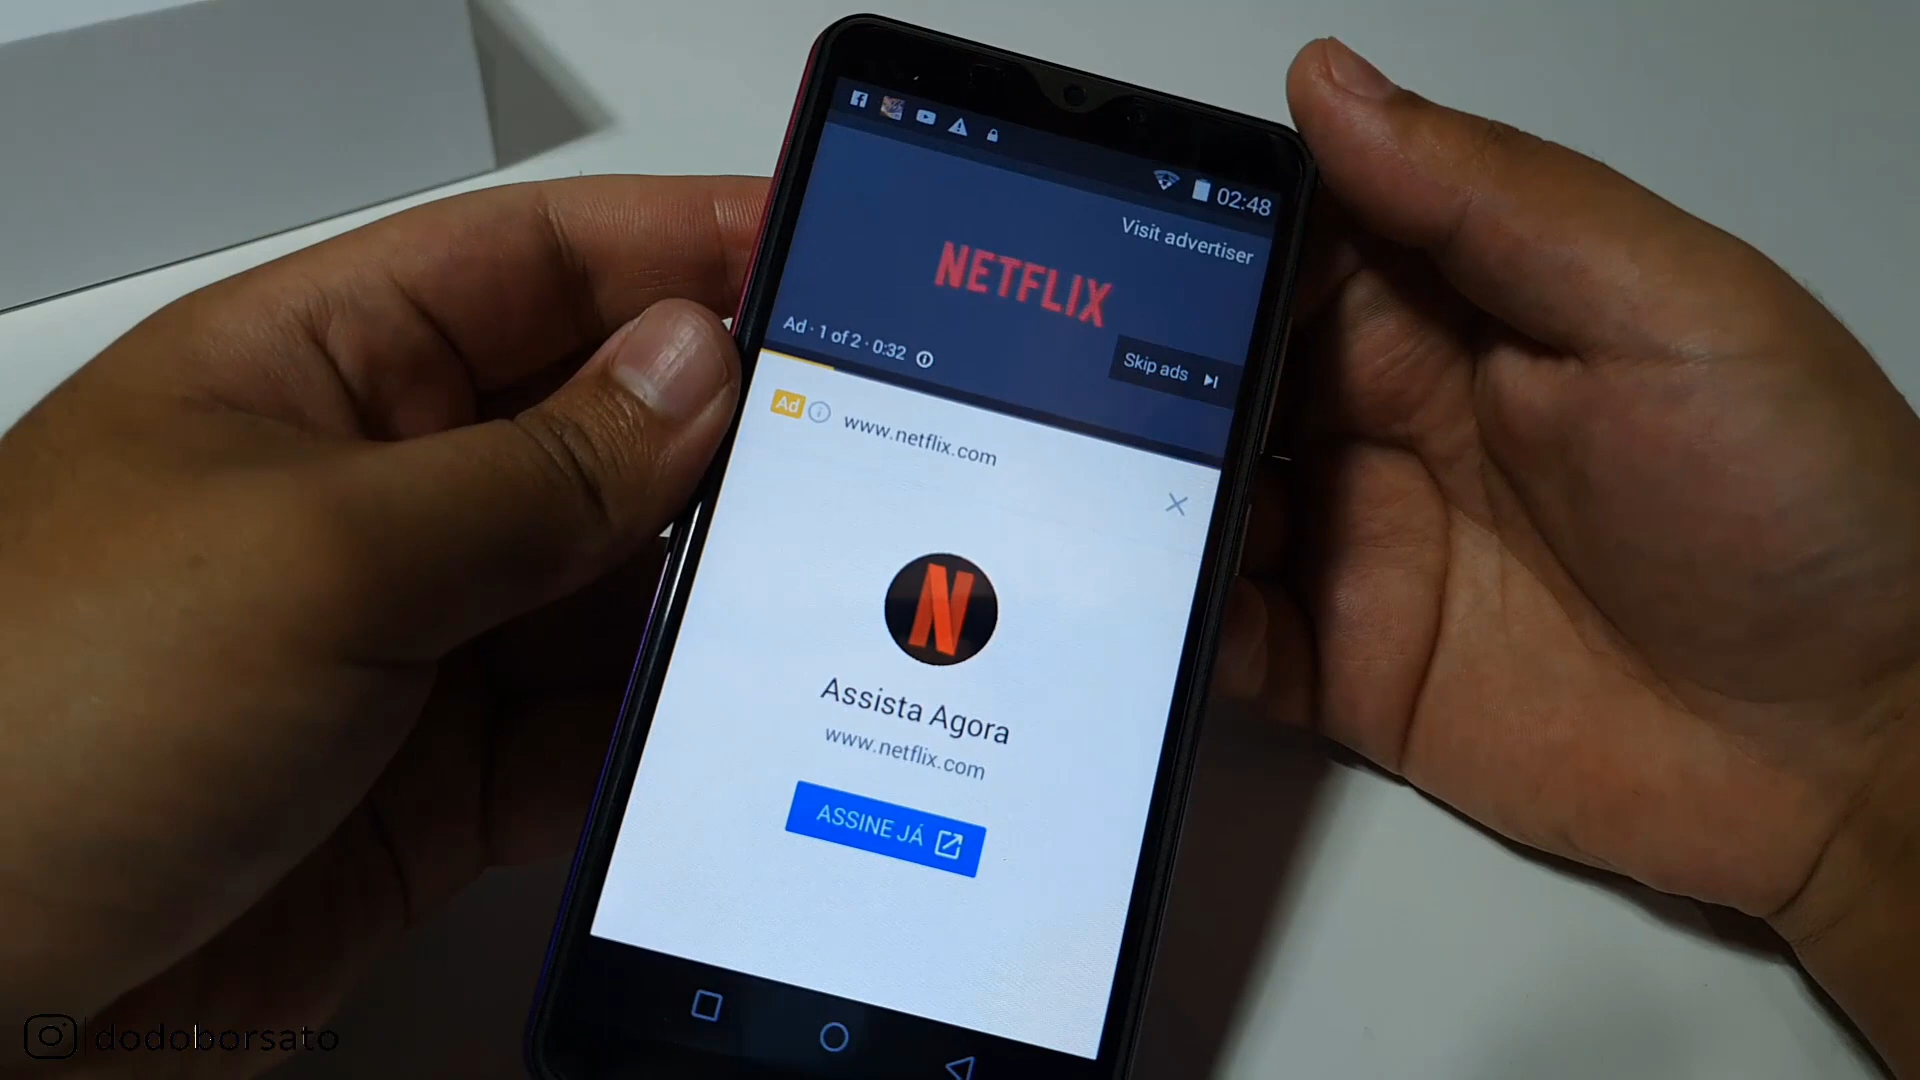 02:48
Visit advertiser
NETFLIX
Ad · 1 of 2 · 0:32
Skip ads
Ad www.netflix.com
N
Assista Agora
www.netflix.com
ASSINE JÁ
dodoborsato